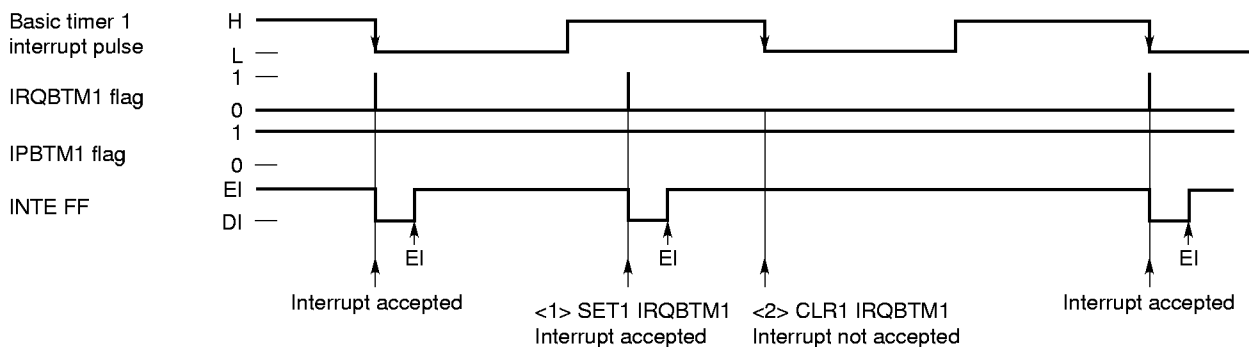 Basic timer 1
interrupt pulse
H
L
IRQBTM1 flag
1
0
IPBTM1 flag
1
0
INTE FF
EI
DI
EI
EI
EI
Interrupt accepted
<1> SET1 IRQBTM1
Interrupt accepted
<2> CLR1 IRQBTM1
Interrupt not accepted
Interrupt accepted